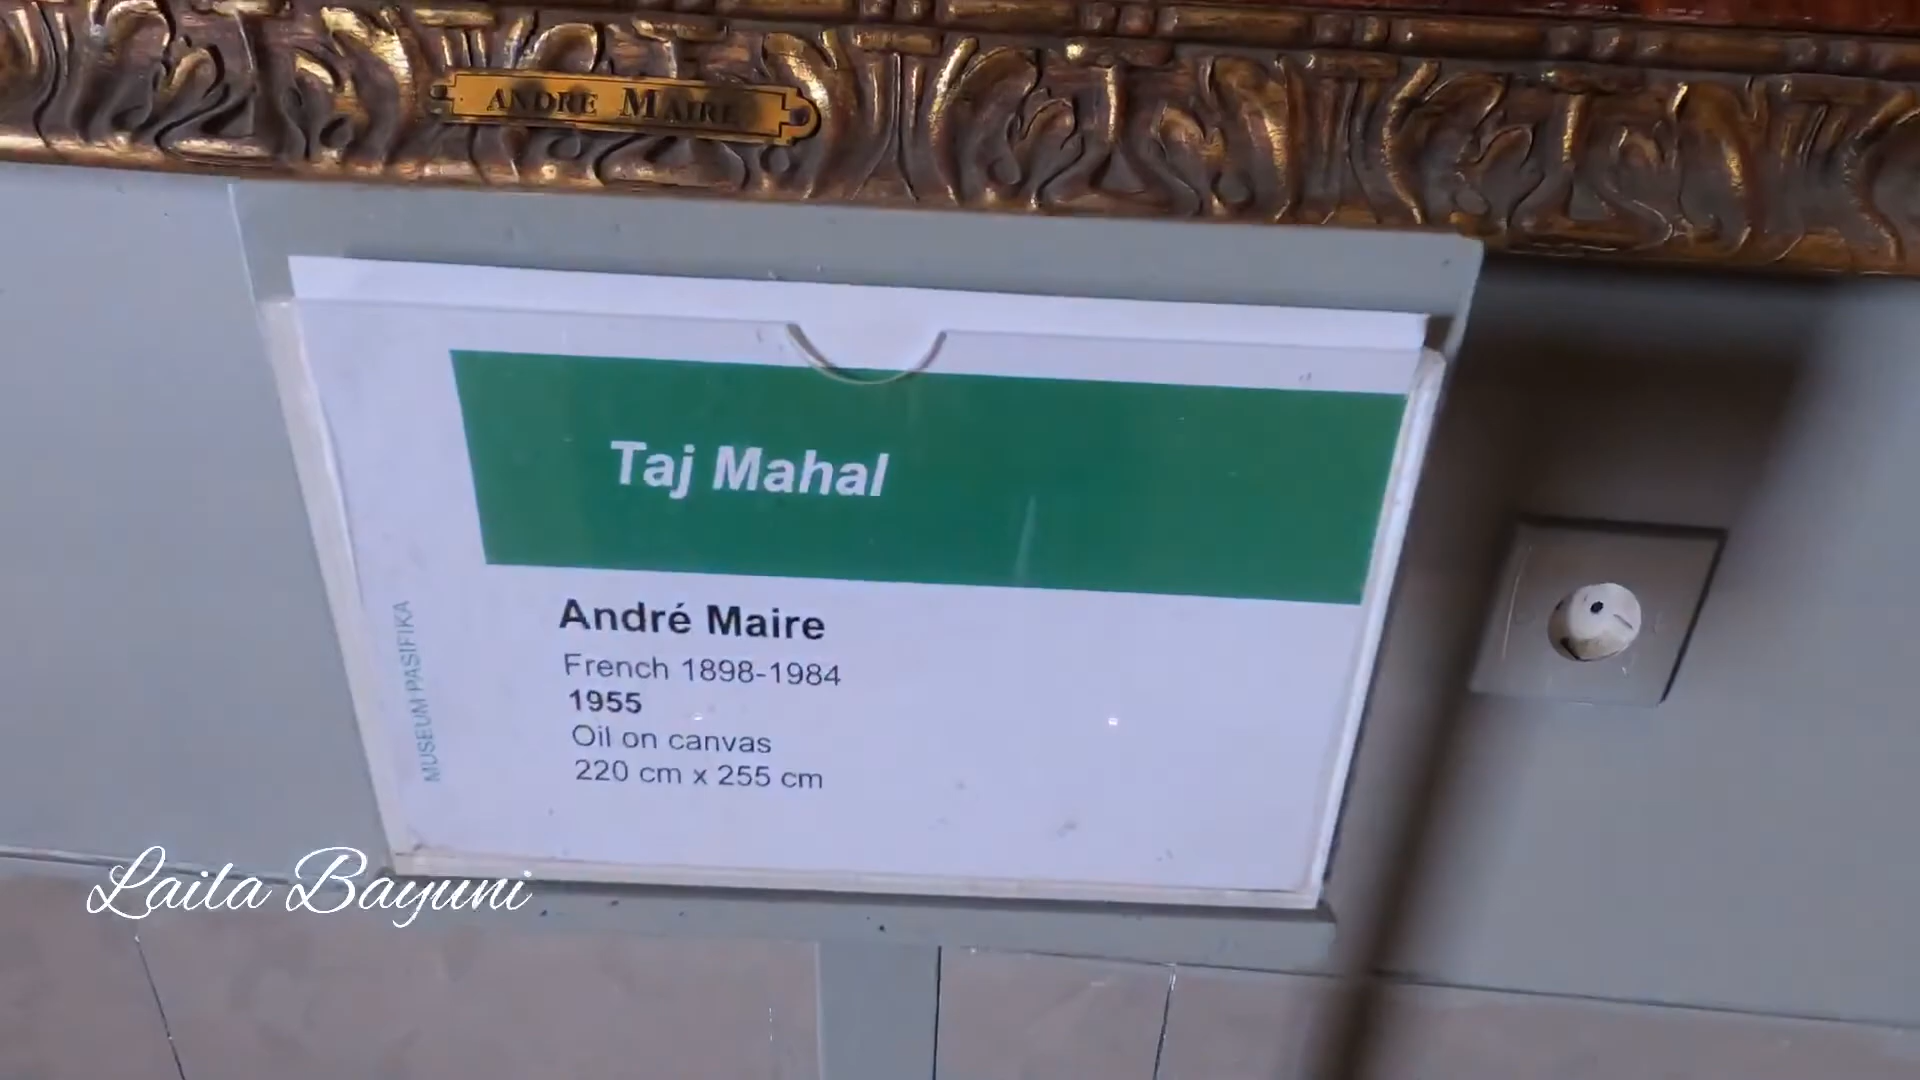 ANDRE MAIRE
Taj Mahal
André Maire
French 1898-1984
1955
Oil on canvas
220 cm x 255 cm
MUSEUM PASIFIKA
Laila Bayuni